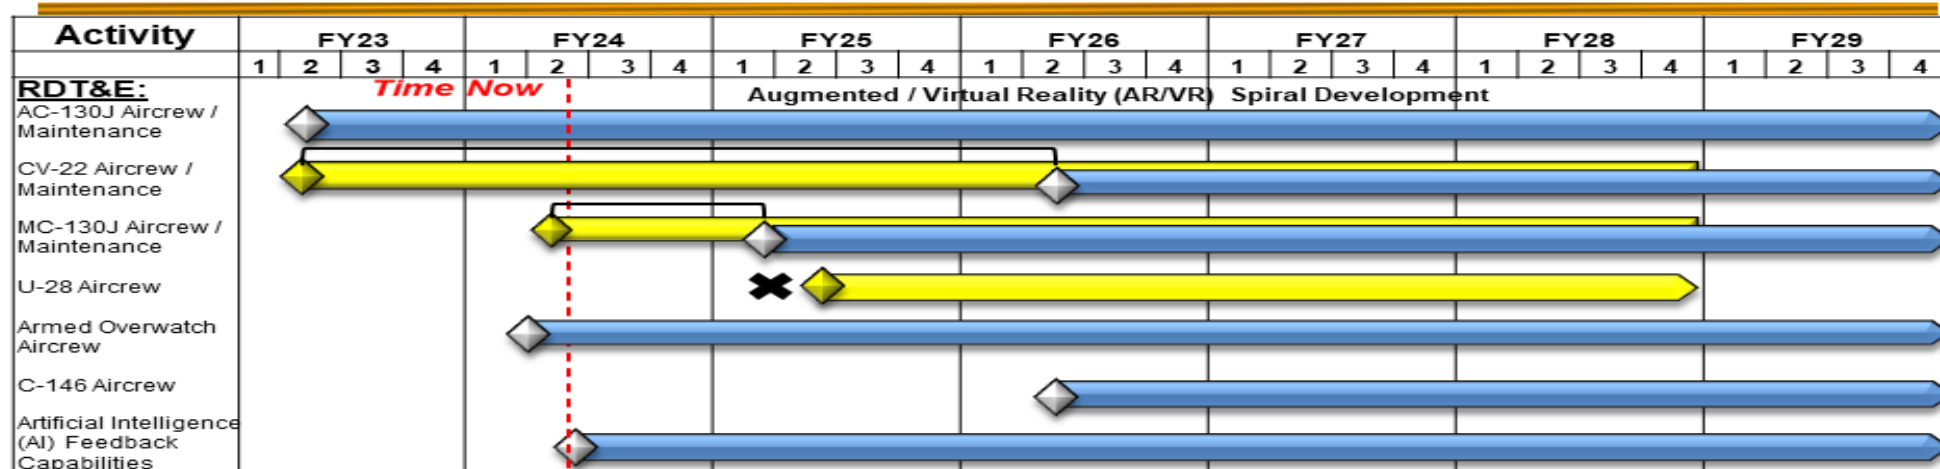 Activity FY23 FY24 FY25 FY26 FY27 FY28 FY29
1 2 3 4 1 2 3 4 1 2 3 4 1 2 3 4 1 2 3 4 1 2 3 4 1 2 3 4
RDT&E: Time Now
Augmented / Virtual Reality (AR/VR) Spiral Development
AC-130J Aircrew /
Maintenance
CV-22 Aircrew /
Maintenance
MC-130J Aircrew /
Maintenance
U-28 Aircrew
Armed Overwatch
Aircrew
C-146 Aircrew
Artificial Intelligence
(AI) Feedback
Capabilities